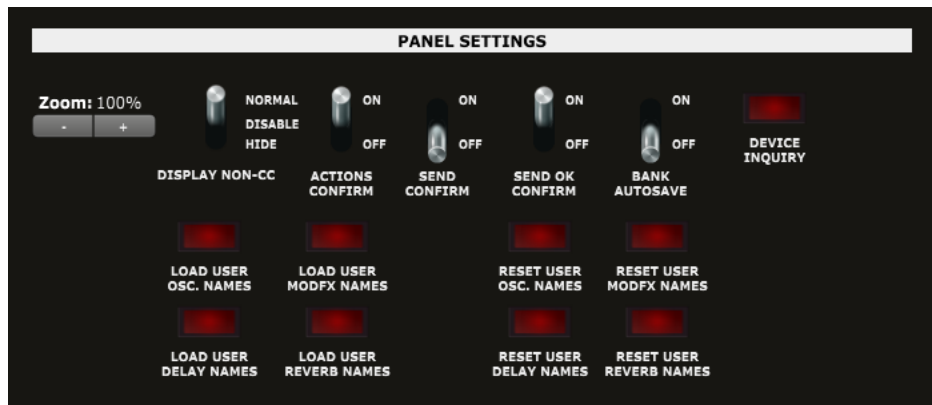 PANEL SETTINGS
Zoom: 100%
- +
NORMAL
DISABLE
HIDE
DISPLAY NON-CC
ON
OFF
ACTIONS
CONFIRM
ON
OFF
SEND
CONFIRM
ON
OFF
SEND OK
CONFIRM
ON
OFF
BANK
AUTOSAVE
DEVICE
INQUIRY
LOAD USER
OSC. NAMES
LOAD USER
MODFX NAMES
RESET USER
OSC. NAMES
RESET USER
MODFX NAMES
LOAD USER
DELAY NAMES
LOAD USER
REVERB NAMES
RESET USER
DELAY NAMES
RESET USER
REVERB NAMES